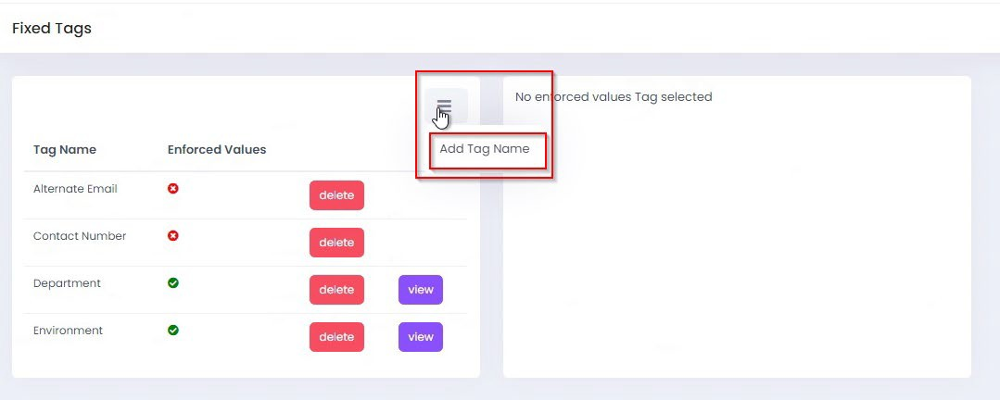 Fixed Tags
No enforced values Tag selected
Add Tag Name
Tag Name Enforced Values
Alternate Email delete
Contact Number delete
Department delete view
Environment delete view